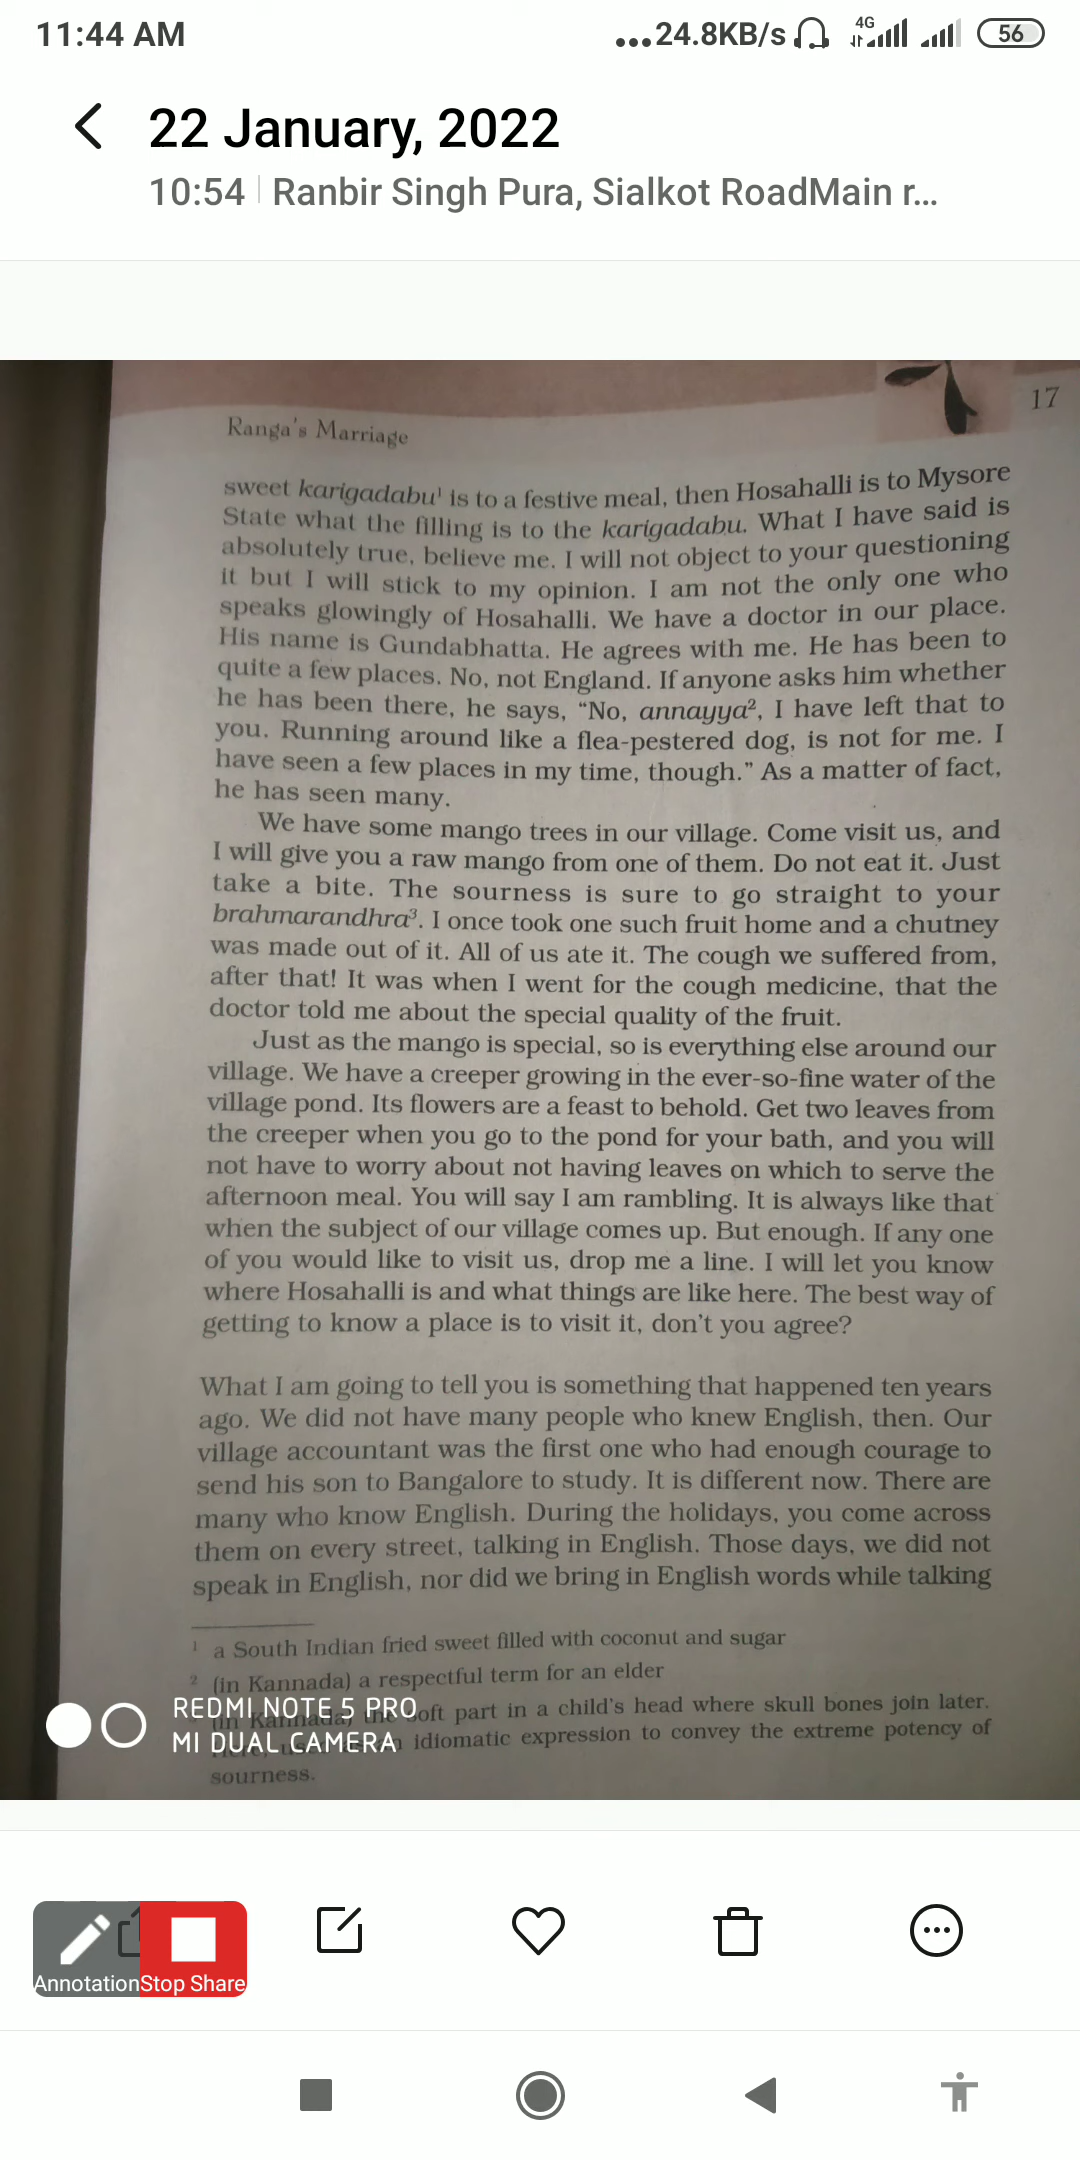 11:44 AM
...24.8KB/s 4G 56
22 January, 2022
10:54 Ranbir Singh Pura, Sialkot RoadMain r...
17
Ranga's Marriage
sweet karigadabu¹ is to a festive meal, then Hosahalli is to Mysore
State what the filling is to the karigadabu. What I have said is
absolutely true, believe me. I will not object to your questioning
it but I will stick to my opinion. I am not the only one who
speaks glowingly of Hosahalli. We have a doctor in our place.
His name is Gundabhatta. He agrees with me. He has been to
quite a few places. No, not England. If anyone asks him whether
he has been there, he says, “No, annayya², I have left that to
you. Running around like a flea-pestered dog, is not for me. I
have seen a few places in my time, though.” As a matter of fact,
he has seen many.
We have some mango trees in our village. Come visit us, and
I will give you a raw mango from one of them. Do not eat it. Just
take a bite. The sourness is sure to go straight to your
brahmarandhra³. I once took one such fruit home and a chutney
was made out of it. All of us ate it. The cough we suffered from,
after that! It was when I went for the cough medicine, that the
doctor told me about the special quality of the fruit.
Just as the mango is special, so is everything else around our
village. We have a creeper growing in the ever-so-fine water of the
village pond. Its flowers are a feast to behold. Get two leaves from
the creeper when you go to the pond for your bath, and you will
not have to worry about not having leaves on which to serve the
afternoon meal. You will say I am rambling. It is always like that
when the subject of our village comes up. But enough. If any one
of you would like to visit us, drop me a line. I will let you know
where Hosahalli is and what things are like here. The best way of
getting to know a place is to visit it, don't you agree?
What I am going to tell you is something that happened ten years
ago. We did not have many people who knew English, then. Our
village accountant was the first one who had enough courage to
send his son to Bangalore to study. It is different now. There are
many who know English. During the holidays, you come across
them on every street, talking in English. Those days, we did not
speak in English, nor did we bring in English words while talking
¹ a South Indian fried sweet filled with coconut and sugar
² (in Kannada) a respectful term for an elder
(in Kannada) the soft part in a child's head where skull bones join later.
idiomatic expression to convey the extreme potency of
sourness.
REDMI NOTE 5 PRO
MI DUAL CAMERA
Annotation Stop Share